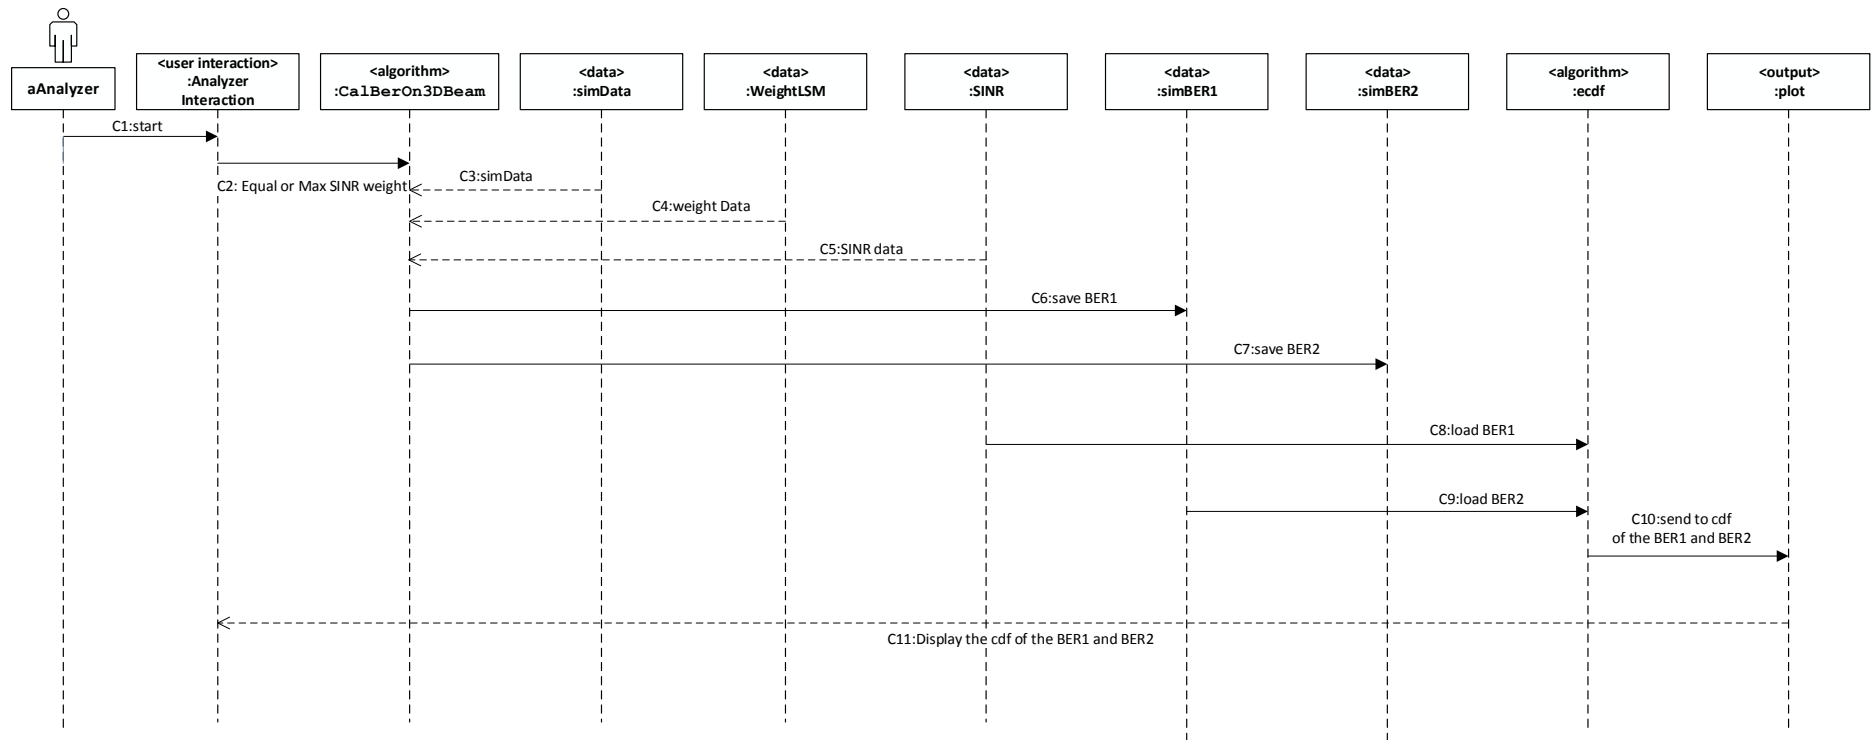 aAnalyzer
<user interaction>
:Analyzer
Interaction
<algorithm>
:CalBerOn3DBeam
<data>
:simData
<data>
:WeightLSM
<data>
:SINR
<data>
:simBER1
<data>
:simBER2
<algorithm>
:ecdf
<output>
:plot
C1:start
C2: Equal or Max SINR weight
C3:simData
C4:weight Data
C5:SINR data
C6:save BER1
C7:save BER2
C8:load BER1
C9:load BER2
C10:send to cdf
of the BER1 and BER2
C11:Display the cdf of the BER1 and BER2